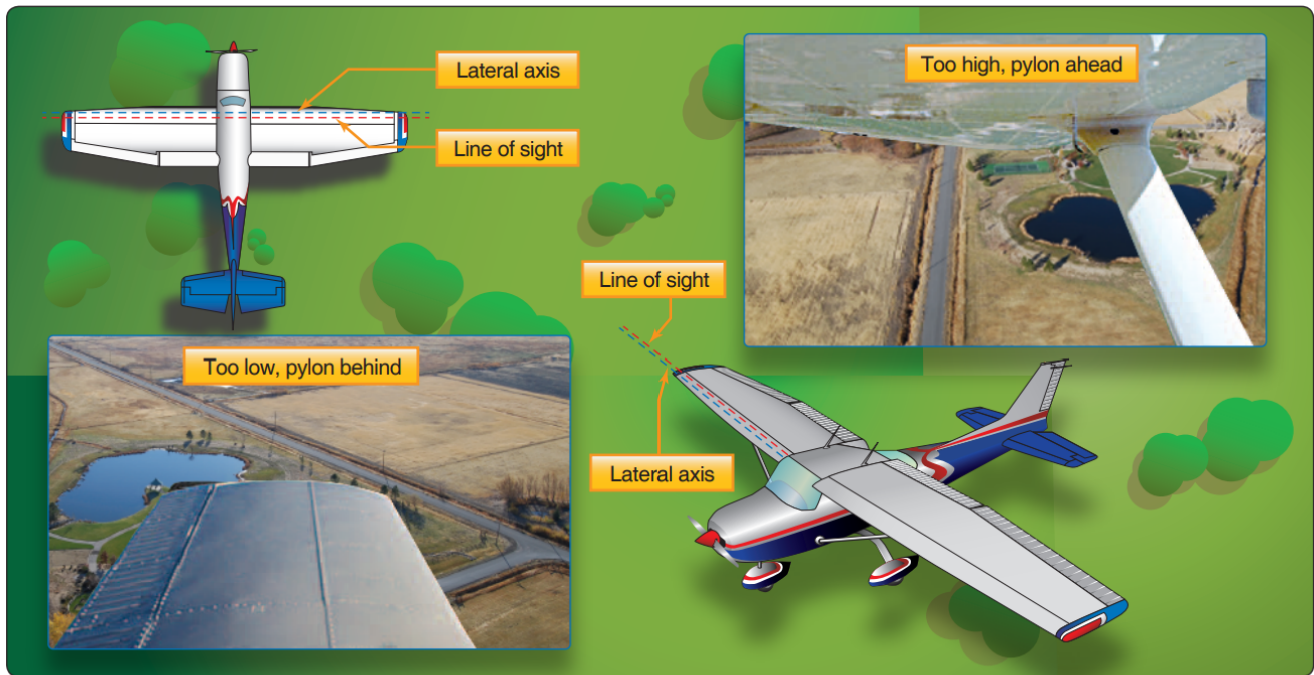 Lateral axis
Line of sight
Too high, pylon ahead
Line of sight
Too low, pylon behind
Lateral axis